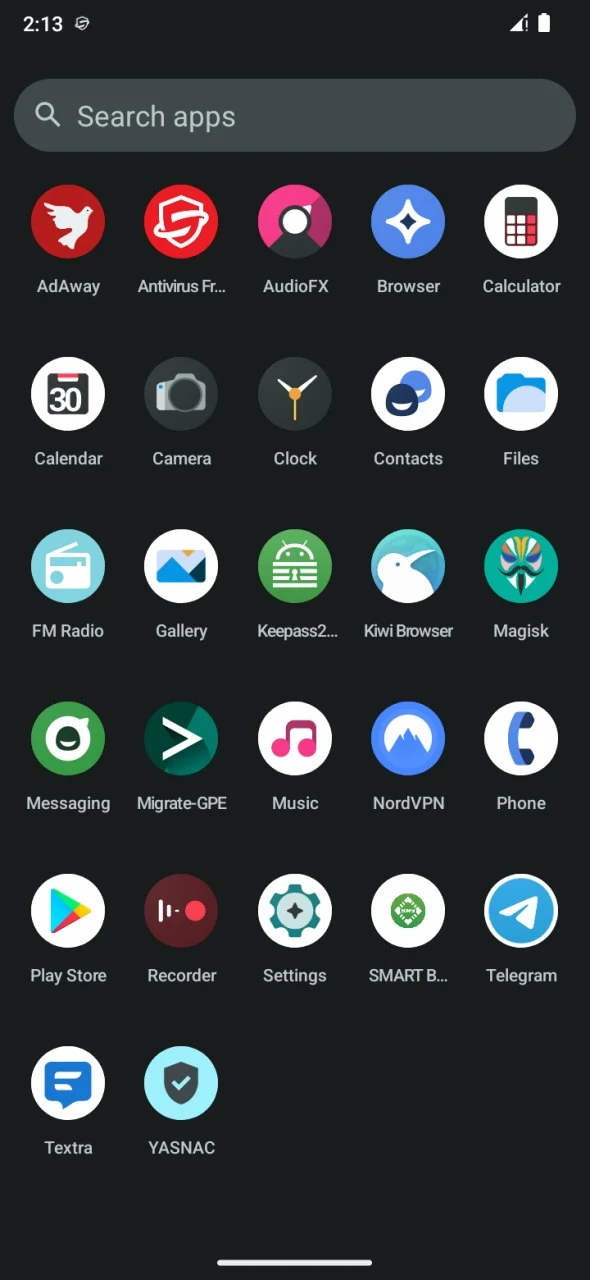 2:13
Search apps
AdAway
Antivirus Fr...
AudioFX
Browser
Calculator
30
Calendar
Camera
Clock
Contacts
Files
FM Radio
Gallery
Keepass2...
Kiwi Browser
Magisk
Messaging
Migrate-GPE
Music
NordVPN
Phone
Play Store
Recorder
Settings
SMART B...
Telegram
Textra
YASNAC